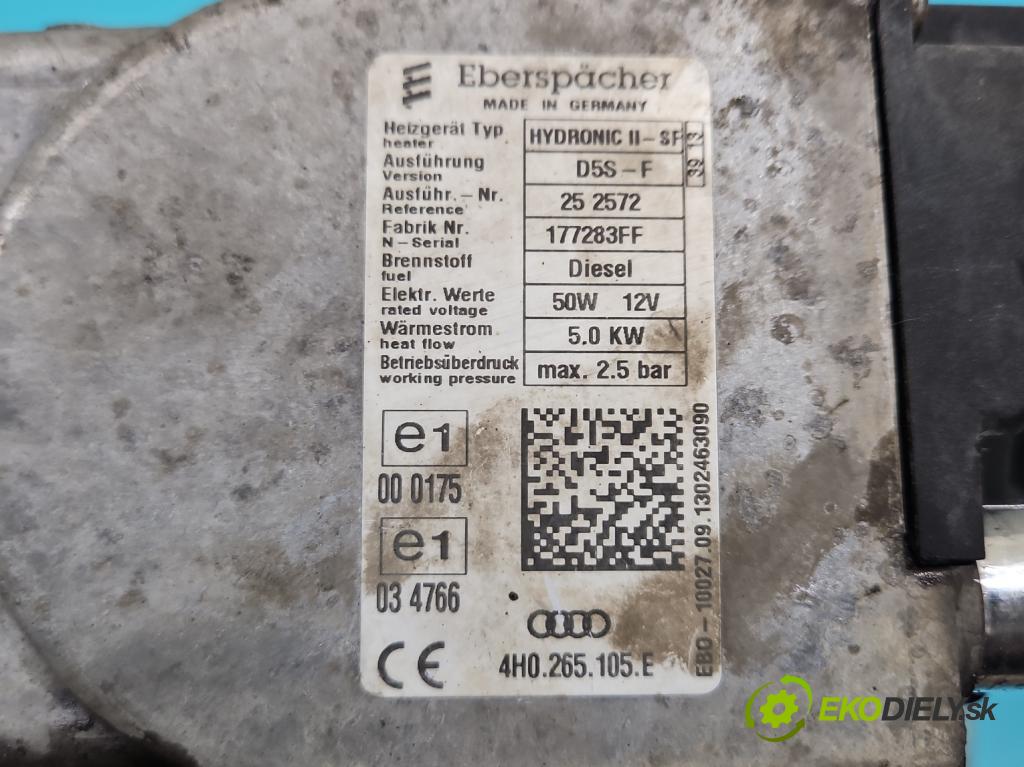 Eberspächer
MADE IN GERMANY
Heizgerät Typ
heater
HYDRONIC II-SF
39 13
Ausführung
Version
D5S-F
Ausführ.-Nr.
Reference
25 2572
Fabrik Nr.
N-Serial
177283FF
Brennstoff
fuel
Diesel
Elektr. Werte
rated voltage
50W 12V
Wärmestrom
heat flow
5.0 KW
Betriebsüberdruck
working pressure
max. 2.5 bar
e1
00 0175
e1
03 4766
CE
4H0.265.105.E
EBO-10027.09.1302463090
EKODIELY.sk